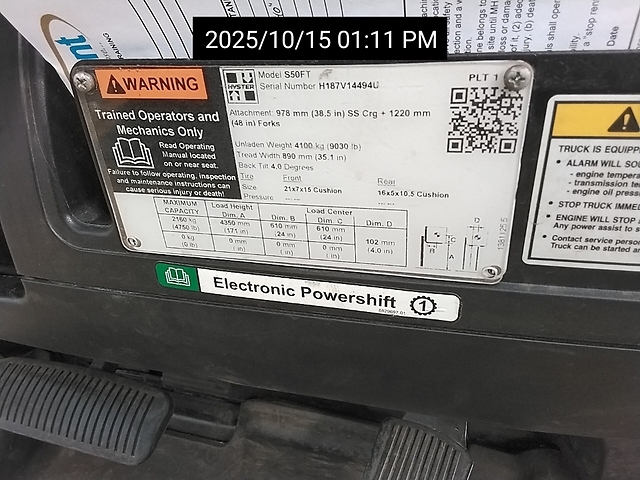 2025/10/15 01:11 PM
TRAINING
WARNING
Trained Operators and
Mechanics Only
Read Operating
Manual located
on or near seat.
Failure to follow operating, inspection
and maintenance instructions can
cause serious injury or death!
HYSTER
Model S50FT
Serial Number H187V14494U
PLT 1
Attachment: 978 mm (38.5 in) SS Crg + 1220 mm
(48 in) Forks
Unladen Weight 4100 kg (9030 lb)
Tread Width 890 mm (35.1 in)
Back Tilt 4.0 Degrees
Tire Front Rear
Size 21x7x15 Cushion 16x5x10.5 Cushion
Pressure --- -- --- --
MAXIMUM CAPACITY Load Height Dim. A Dim. B Load Center Dim. C Dim. D
2160 kg (4750 lb) 4350 mm (171 in) 610 mm (24 in) 610 mm (24 in) 102 mm (4.0 in)
0 kg (0 lb) 0 mm ( in) 0 mm ( in) 0 mm ( in)
D
B
C
A
Electronic Powershift 1
TRUCK IS EQUIPP
ALARM WILL SO
- engine tempera
- transmission te
- engine oil pres
STOP TRUCK IMME
ENGINE WILL STOP
Any power assist to s
Contact service perso
Truck can be started a